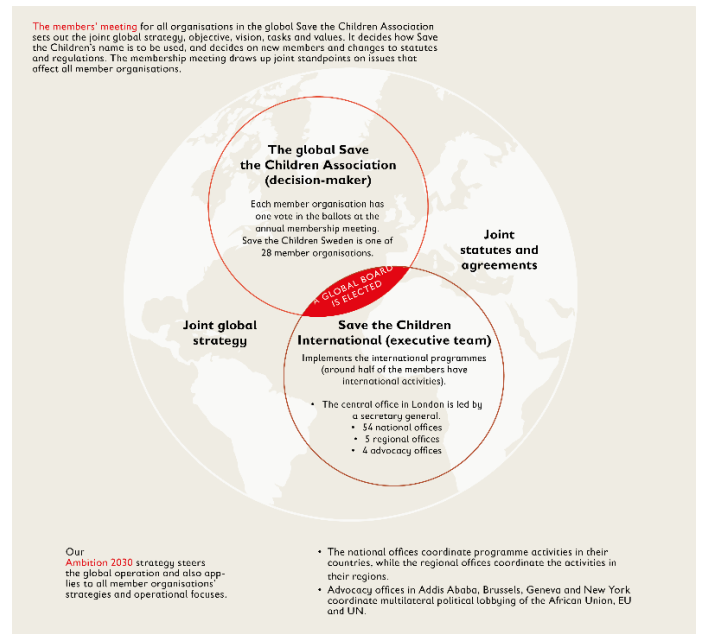 The members' meeting for all organisations in the global Save the Children Association
sets out the joint global strategy, objective, vision, tasks and values. It decides how Save
the Children's name is to be used, and decides on new members and changes to statutes
and regulations. The membership meeting draws up joint standpoints on issues that
affect all member organisations.
The global Save
the Children Association
(decision-maker)
Each member organisation has
one vote in the ballots at the
annual membership meeting.
Save the Children Sweden is one of
28 member organisations.
Joint
statutes and
agreements
A GLOBAL BOARD
IS ELECTED
Joint global
strategy
Save the Children
International (executive team)
Implements the international programmes
(around half of the members have
international activities).
• The central office in London is led by
a secretary general.
• 54 national offices
• 5 regional offices
• 4 advocacy offices
Our
Ambition 2030 strategy steers
the global operation and also app-
lies to all member organisations'
strategies and operational focuses.
• The national offices coordinate programme activities in their
countries, while the regional offices coordinate the activities in
their regions.
• Advocacy offices in Addis Ababa, Brussels, Geneva and New York
coordinate multilateral political lobbying of the African Union, EU
and UN.